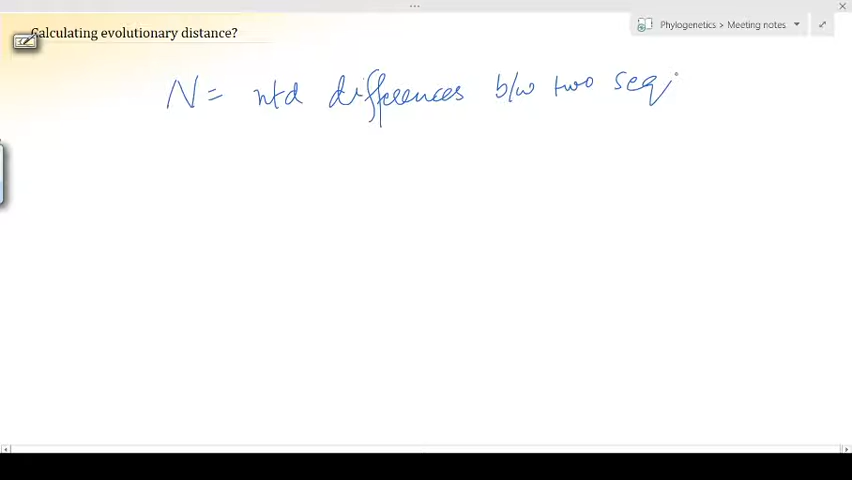 Calculating evolutionary distance?
Phylogenetics > Meeting notes
N = ntd differences b/w two seq